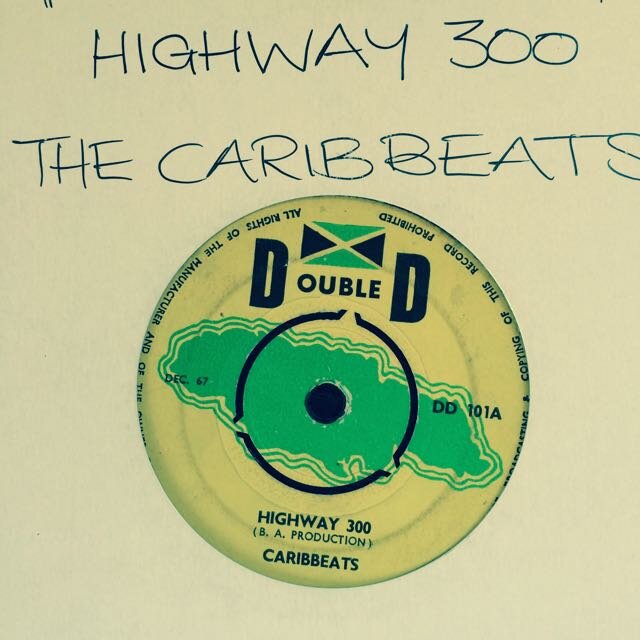 HIGHWAY 300
THE CARIBBEATS
ALL RIGHTS OF THE MANUFACTURER AND OF THE
COPYING OF THIS RECORD PROHIBITED
DOUBLE D
DEC. 67
DD 101A
HIGHWAY 300
(B. A. PRODUCTION)
CARIBBEATS